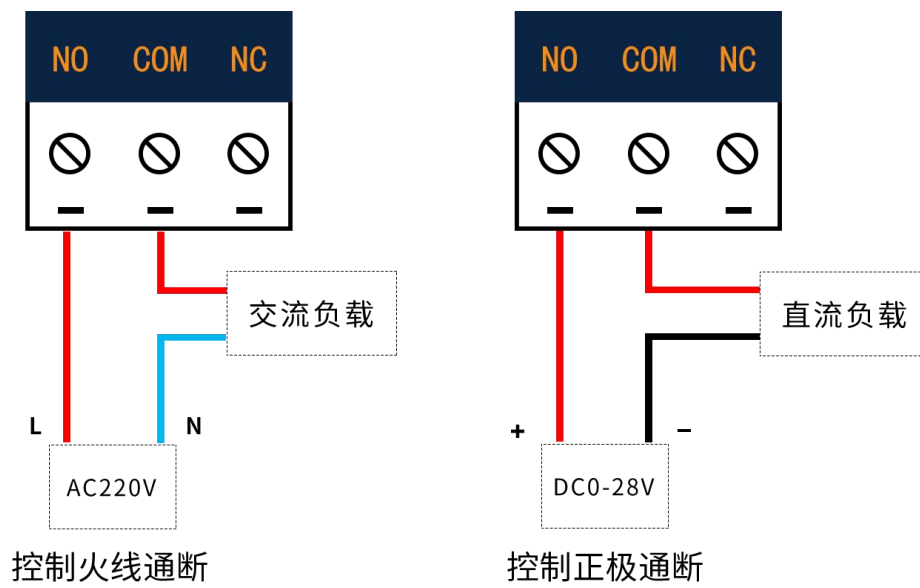 NO COM NC
交流负载
L N
AC220V
控制火线通断
NO COM NC
直流负载
+ −
DC0-28V
控制正极通断